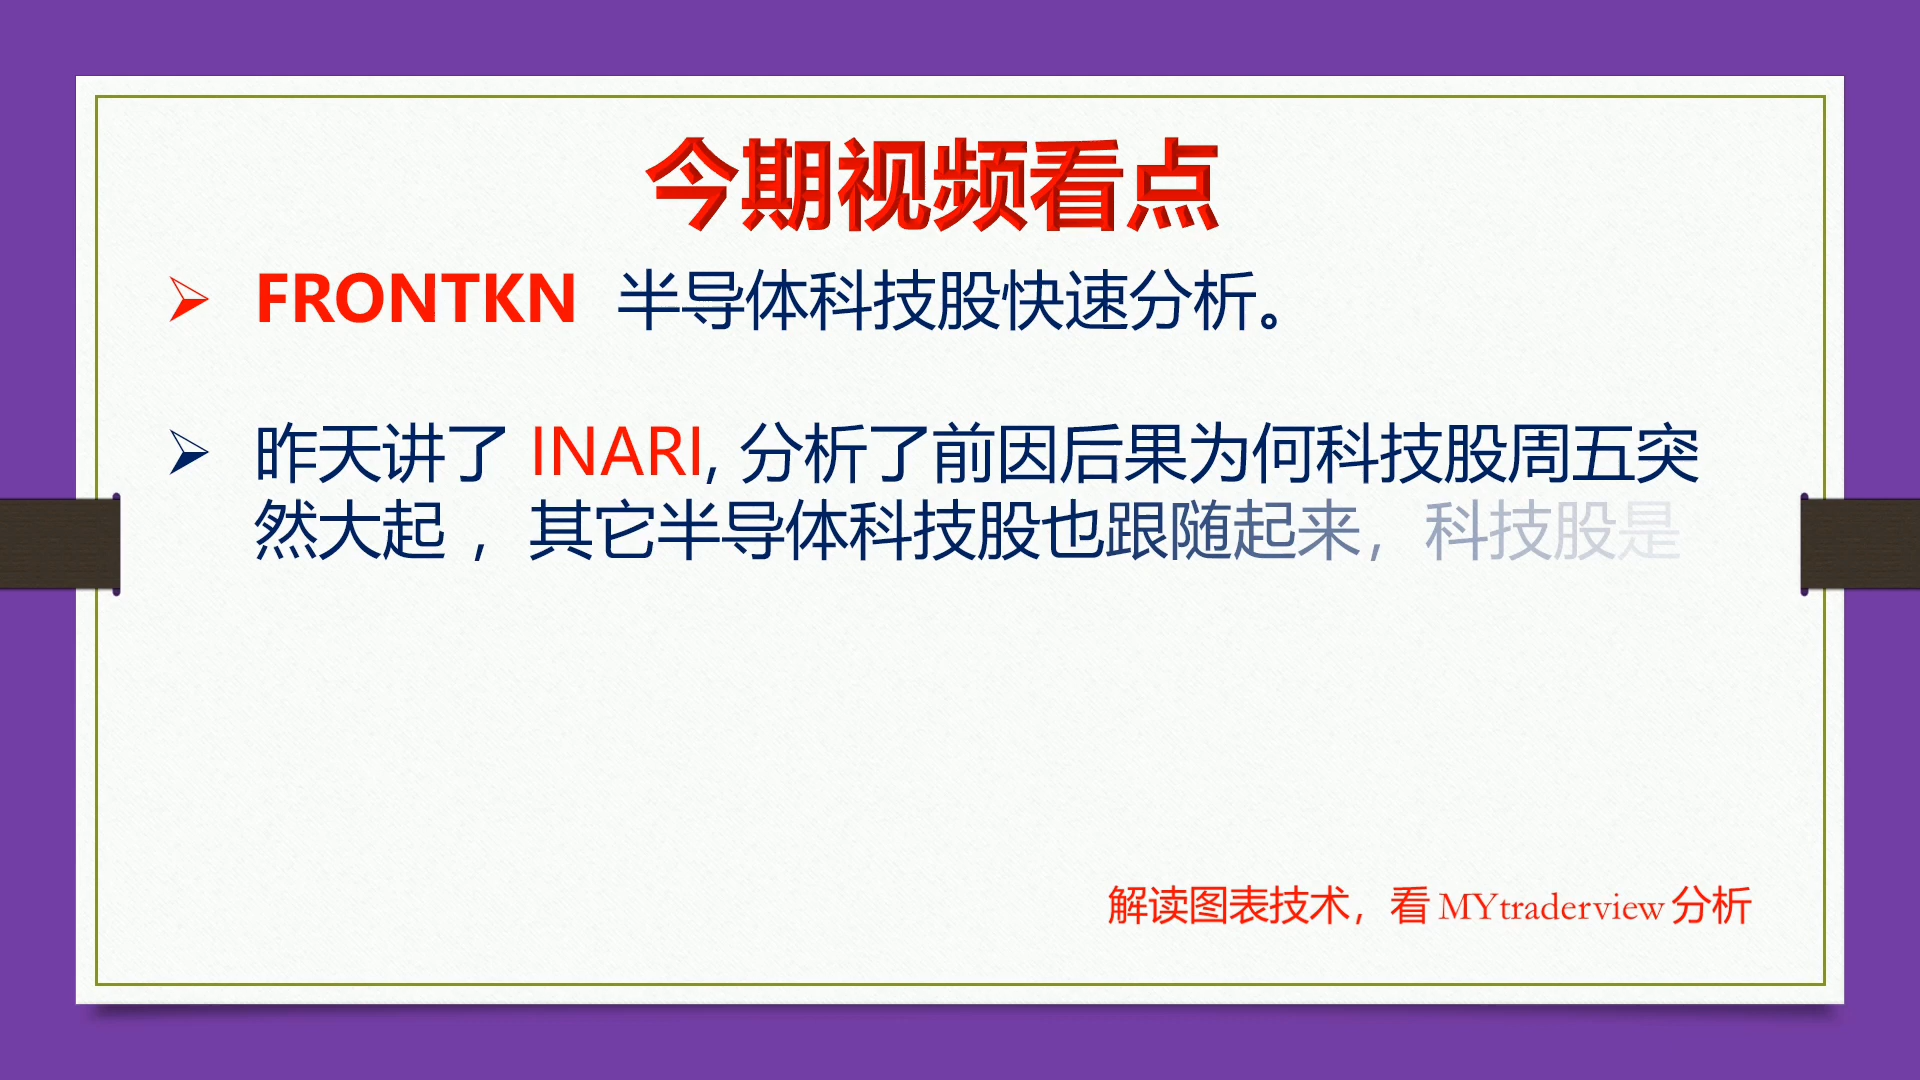 今期视频看点
FRONTKN 半导体科技股快速分析。
昨天讲了 INARI, 分析了前因后果为何科技股周五突
然大起 ，其它半导体科技股也跟随起来，科技股是
解读图表技术，看 MYtraderview 分析